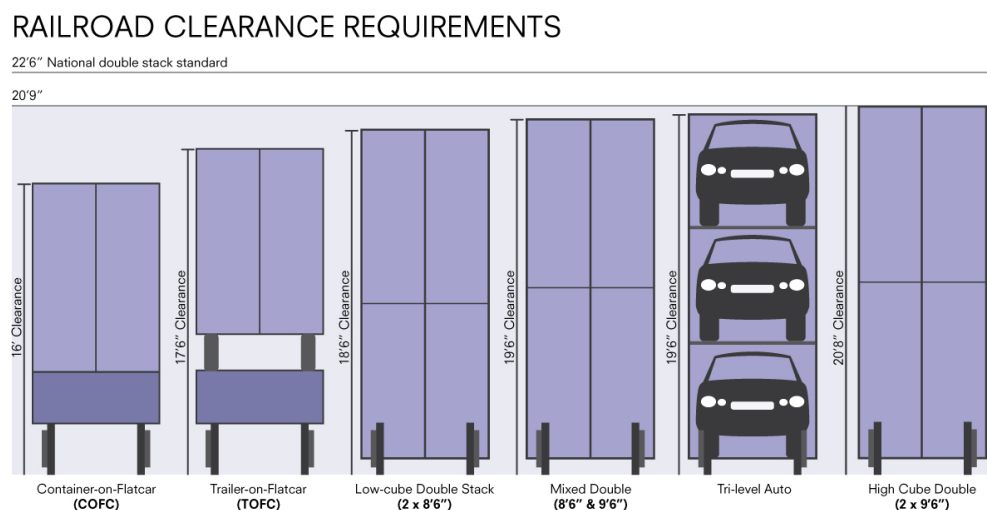 RAILROAD CLEARANCE REQUIREMENTS
22’6” National double stack standard
20’9”
16’ Clearance
17’6” Clearance
18’6” Clearance
19’6” Clearance
19’6” Clearance
20’8” Clearance
Container-on-Flatcar
(COFC)
Trailer-on-Flatcar
(TOFC)
Low-cube Double Stack
(2 x 8’6”)
Mixed Double
(8’6” & 9’6”)
Tri-level Auto
High Cube Double
(2 x 9’6”)